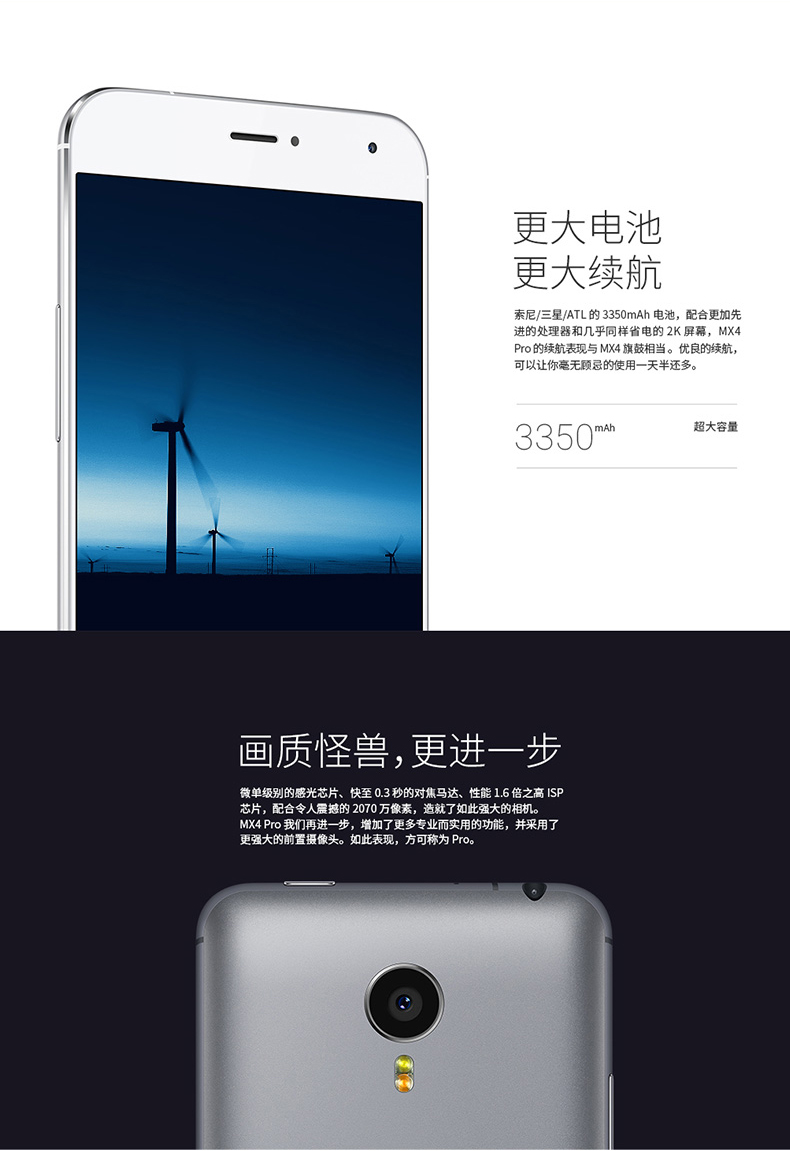 更大电池
更大续航
索尼/三星/ATL 的 3350mAh 电池，配合更加先
进的处理器和几乎同样省电的 2K 屏幕，MX4
Pro 的续航表现与 MX4 旗鼓相当。优良的续航，
可以让你毫无顾忌的使用一天半还多。
3350mAh 超大容量
画质怪兽，更进一步
微单级别的感光芯片、快至 0.3 秒的对焦马达、性能 1.6 倍之高 ISP
芯片，配合令人震撼的 2070 万像素，造就了如此强大的相机。
MX4 Pro 我们再进一步，增加了更多专业而实用的功能，并采用了
更强大的前置摄像头。如此表现，方可称为 Pro。